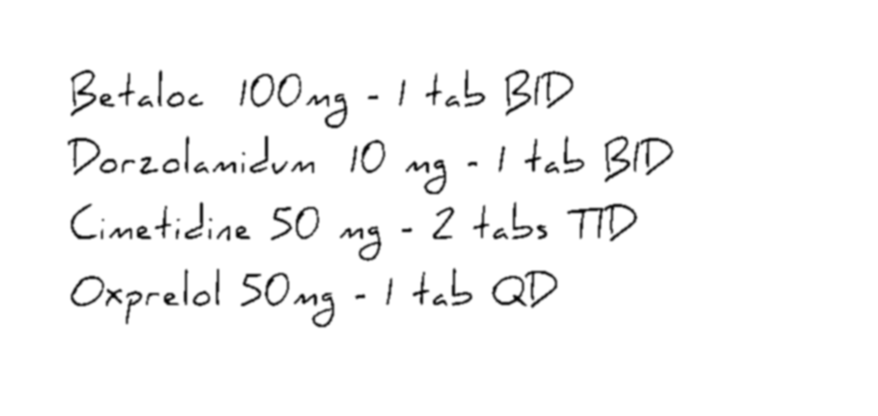 Betaloc 100mg - 1 tab BID
Dorzolamidum 10 mg - 1 tab BID
Cimetidine 50 mg - 2 tabs TID
Oxprelol 50mg - 1 tab QD